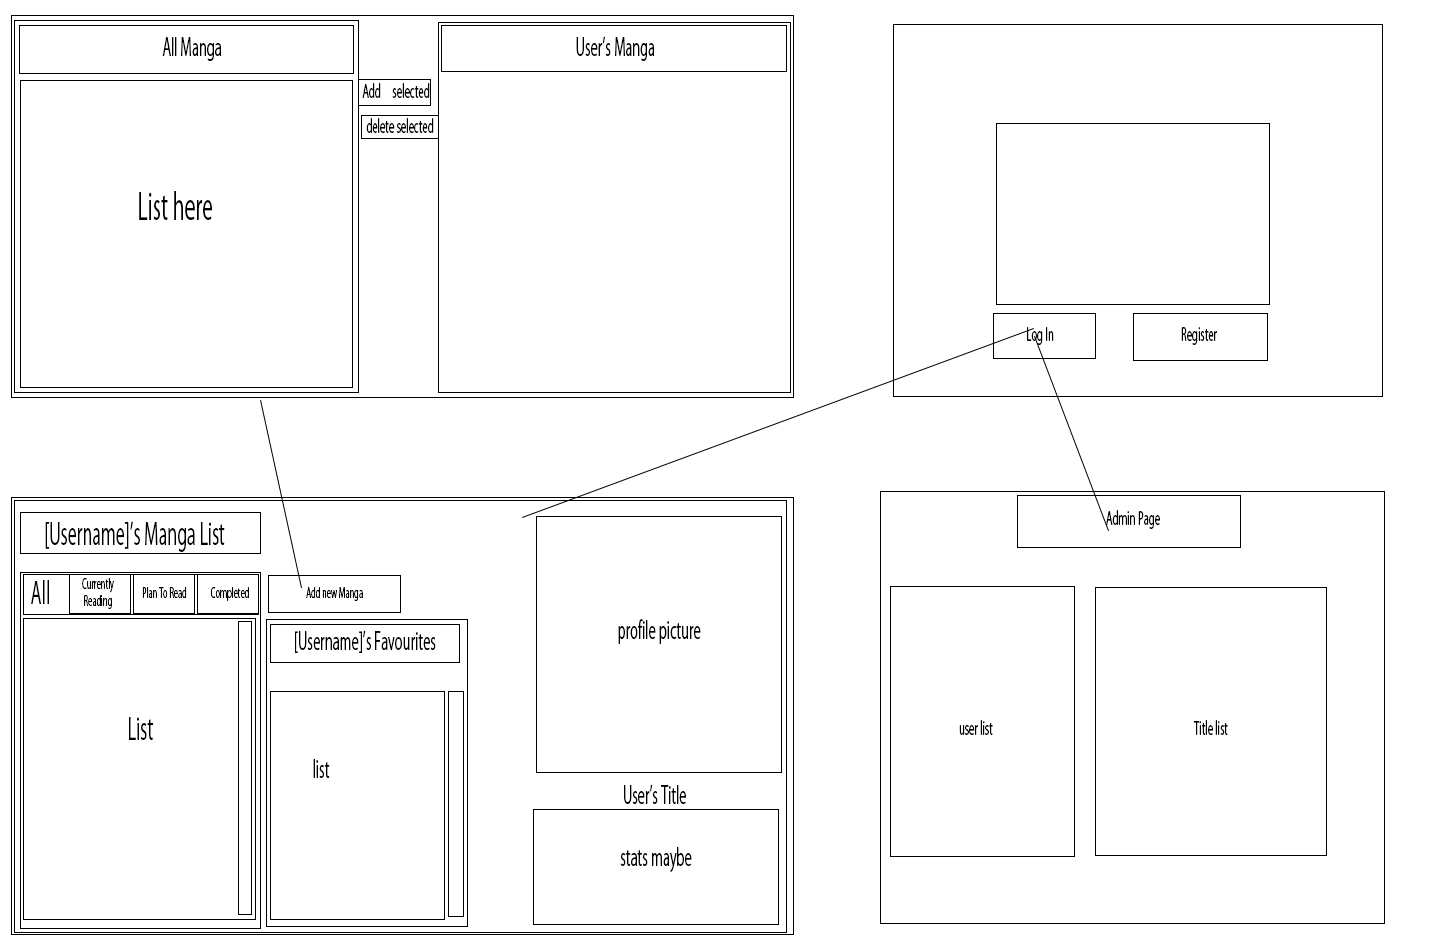 All Manga
User's Manga
Add selected
delete selected
List here
Log In
Register
[Username]'s Manga List
All
Currently
Reading
Plan To Read
Completed
Add new Manga
[Username]'s Favourites
List
list
profile picture
User's Title
stats maybe
Admin Page
user list
Title list